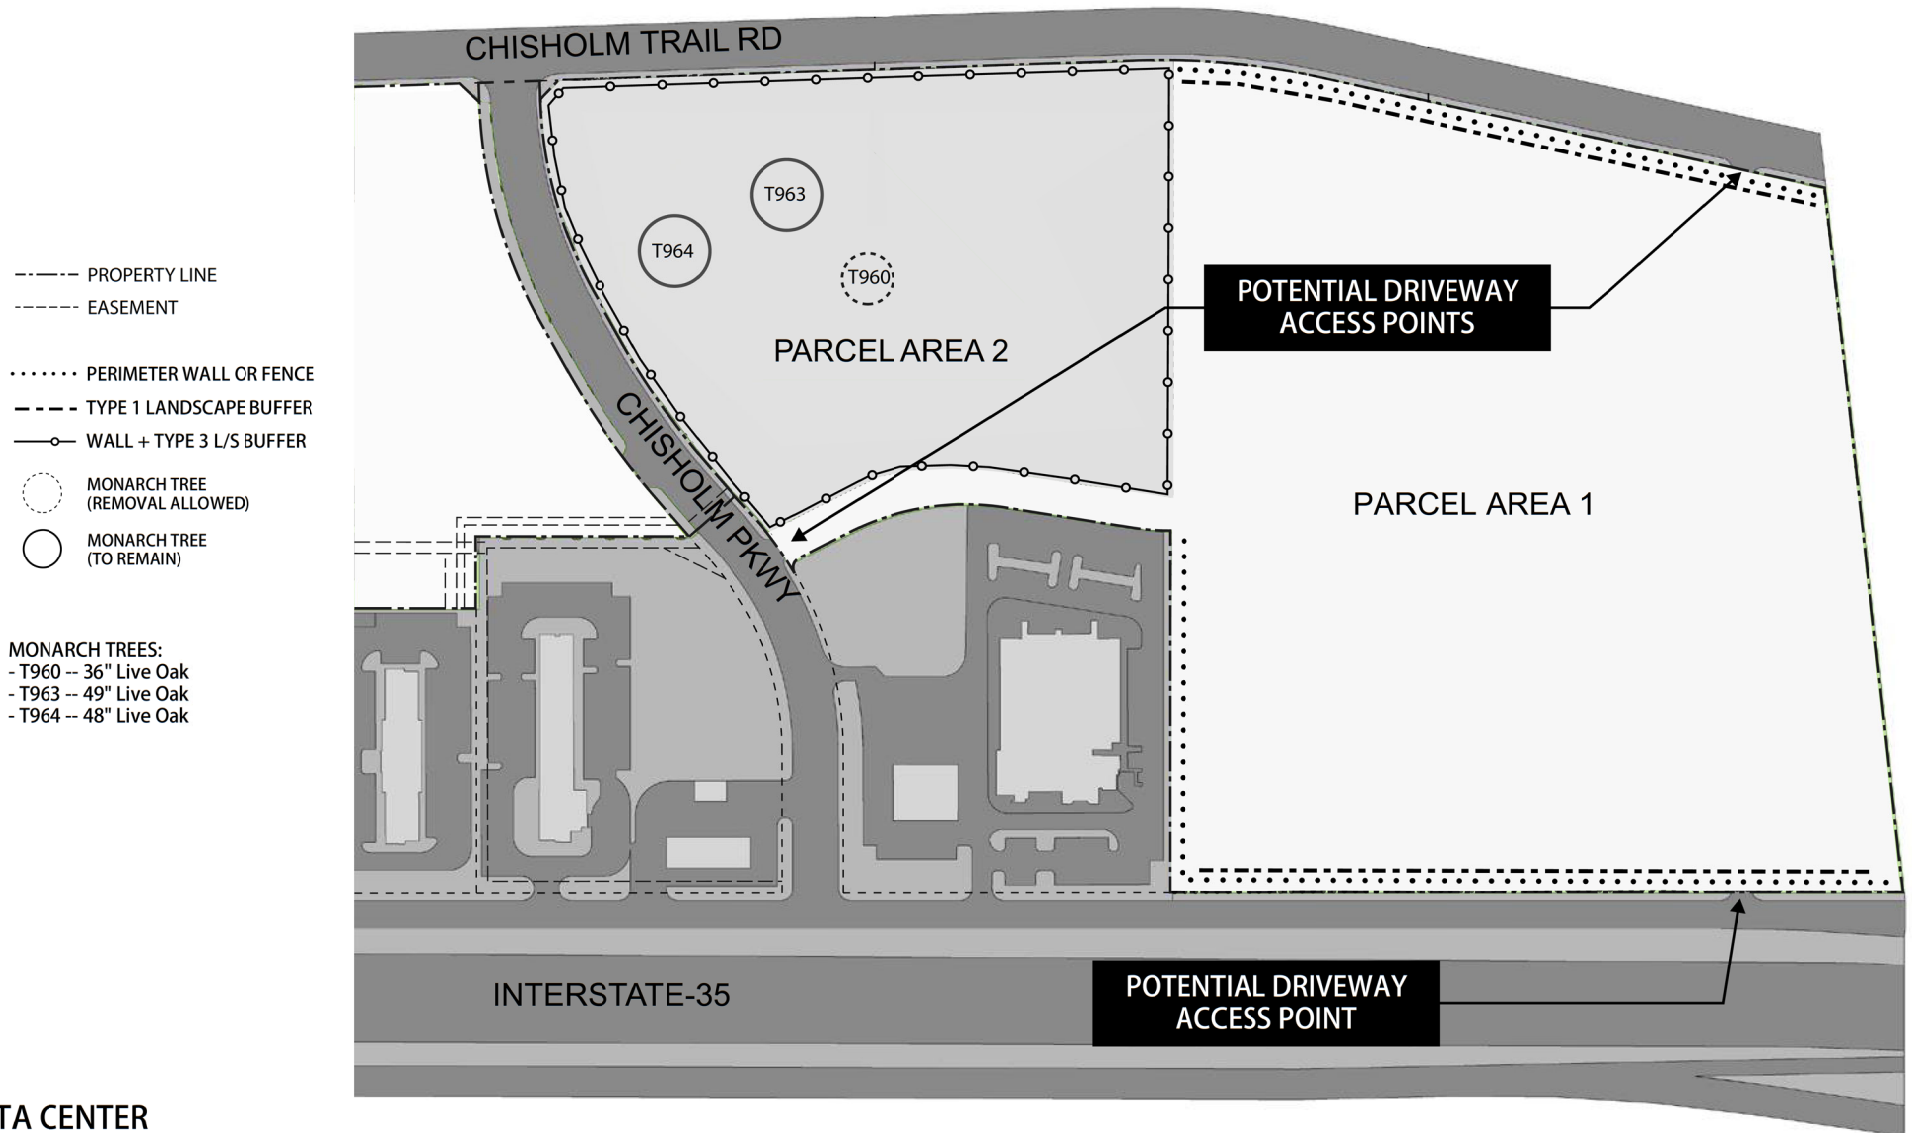 CHISHOLM TRAIL RD
T963
T964
T960
PARCEL AREA 2
POTENTIAL DRIVEWAY
ACCESS POINTS
CHISHOLM PKWY
PARCEL AREA 1
PROPERTY LINE
EASEMENT
PERIMETER WALL OR FENCE
TYPE 1 LANDSCAPE BUFFER
WALL + TYPE 3 L/S BUFFER
MONARCH TREE
(REMOVAL ALLOWED)
MONARCH TREE
(TO REMAIN)
MONARCH TREES:
- T960 -- 36" Live Oak
- T963 -- 49" Live Oak
- T964 -- 48" Live Oak
INTERSTATE-35
POTENTIAL DRIVEWAY
ACCESS POINT
TA CENTER